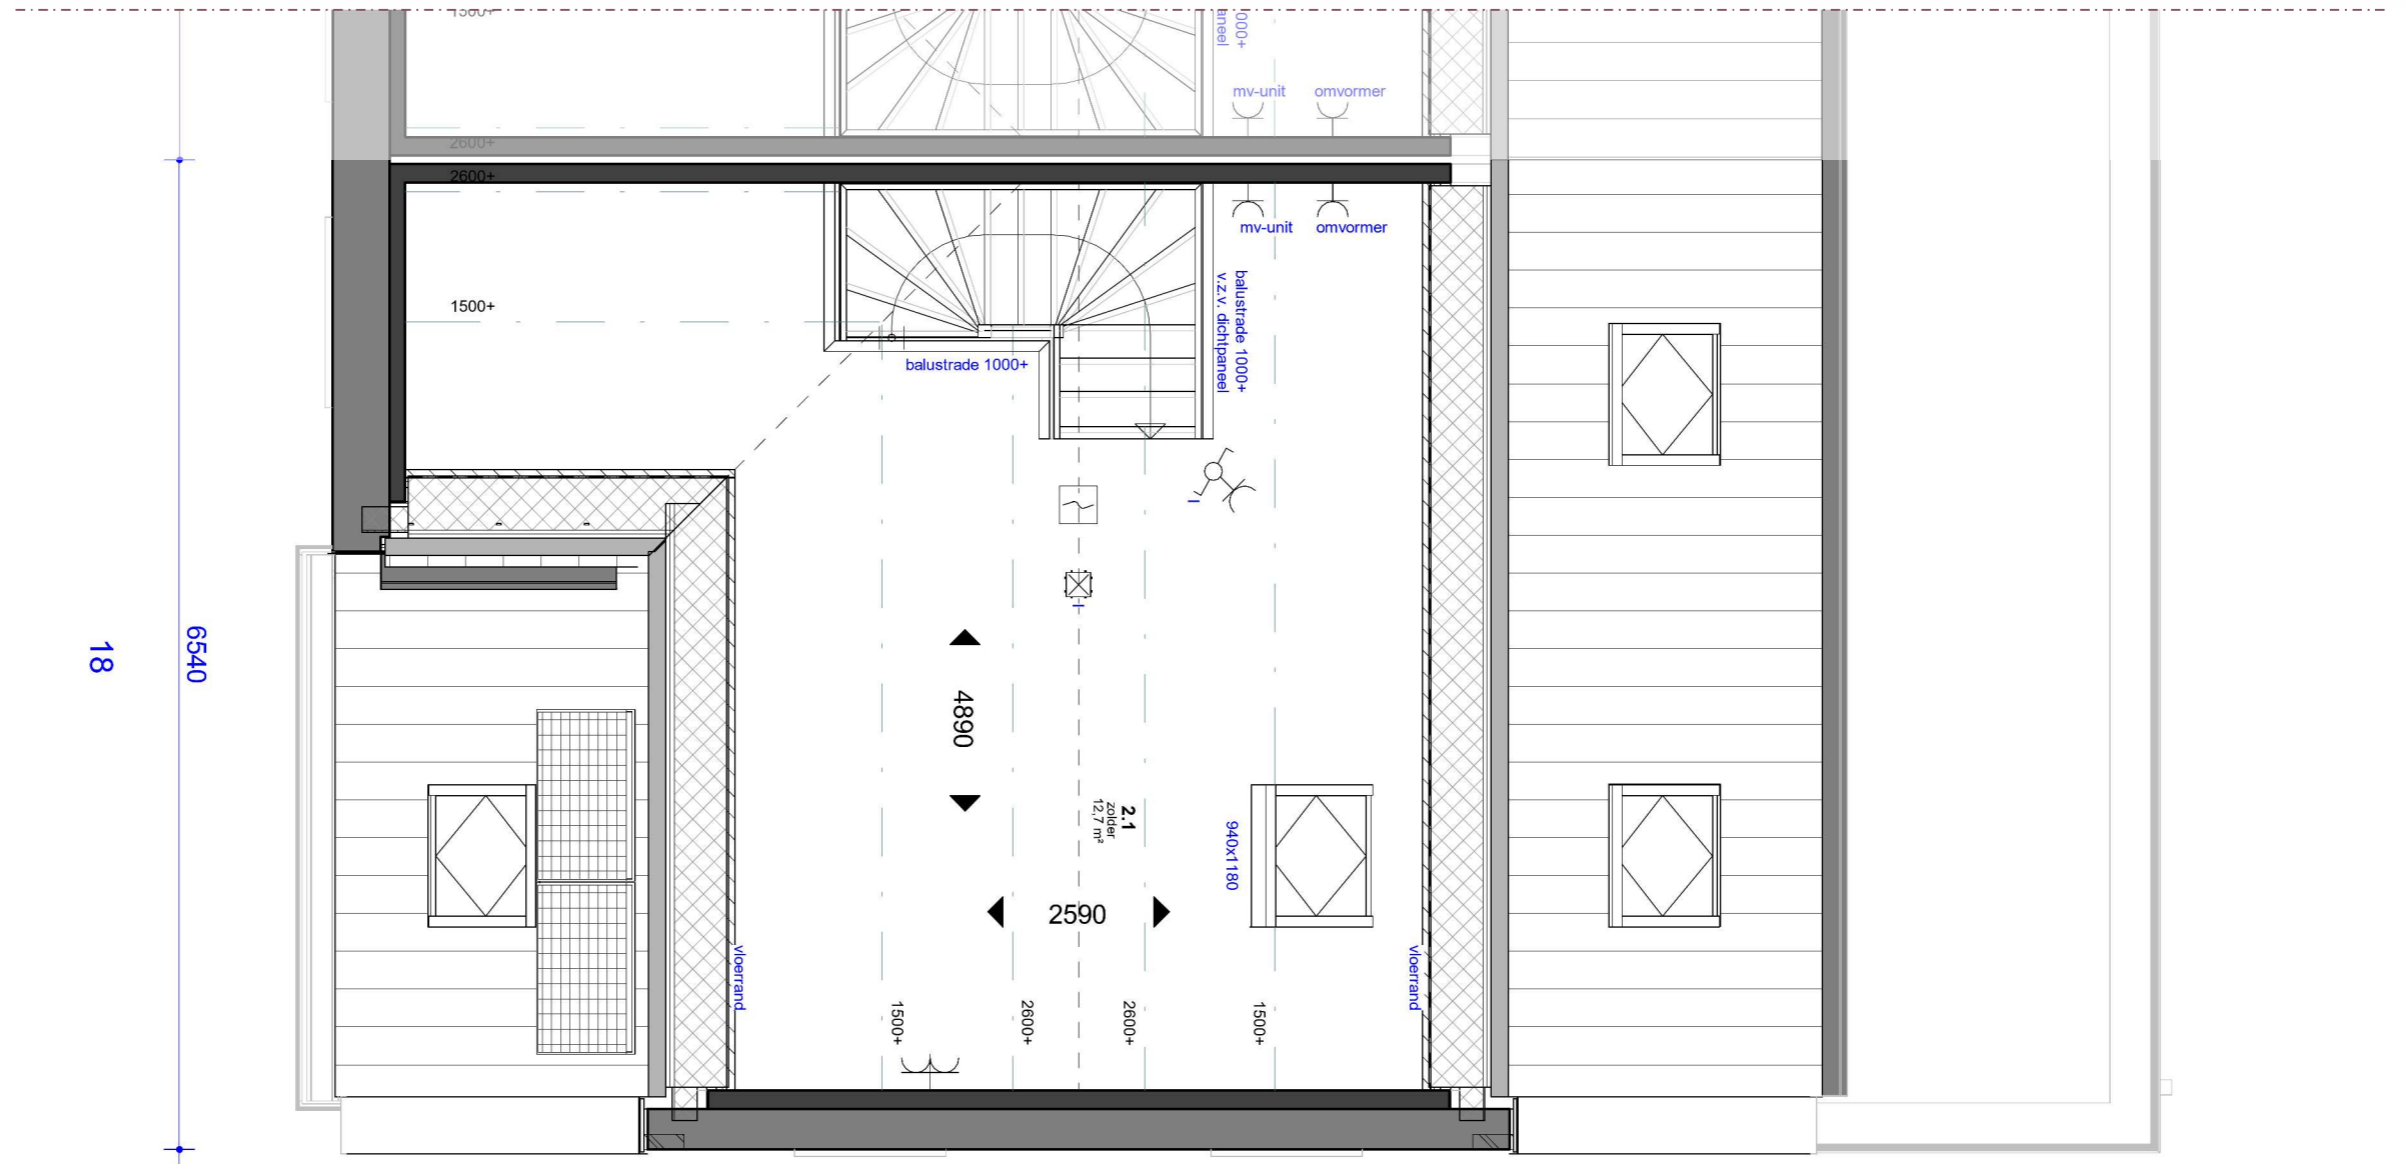 1500+
000+
aneel
mv-unit
omvormer
2600+
2600+
mv-unit
omvormer
1500+
balustrade 1000+
v.z.v. dichtpaneel
balustrade 1000+
18
6540
4890
2.1
zolder
12,7 m²
940x1180
2590
vloerrand
vloerrand
1500+
2600+
2600+
1500+